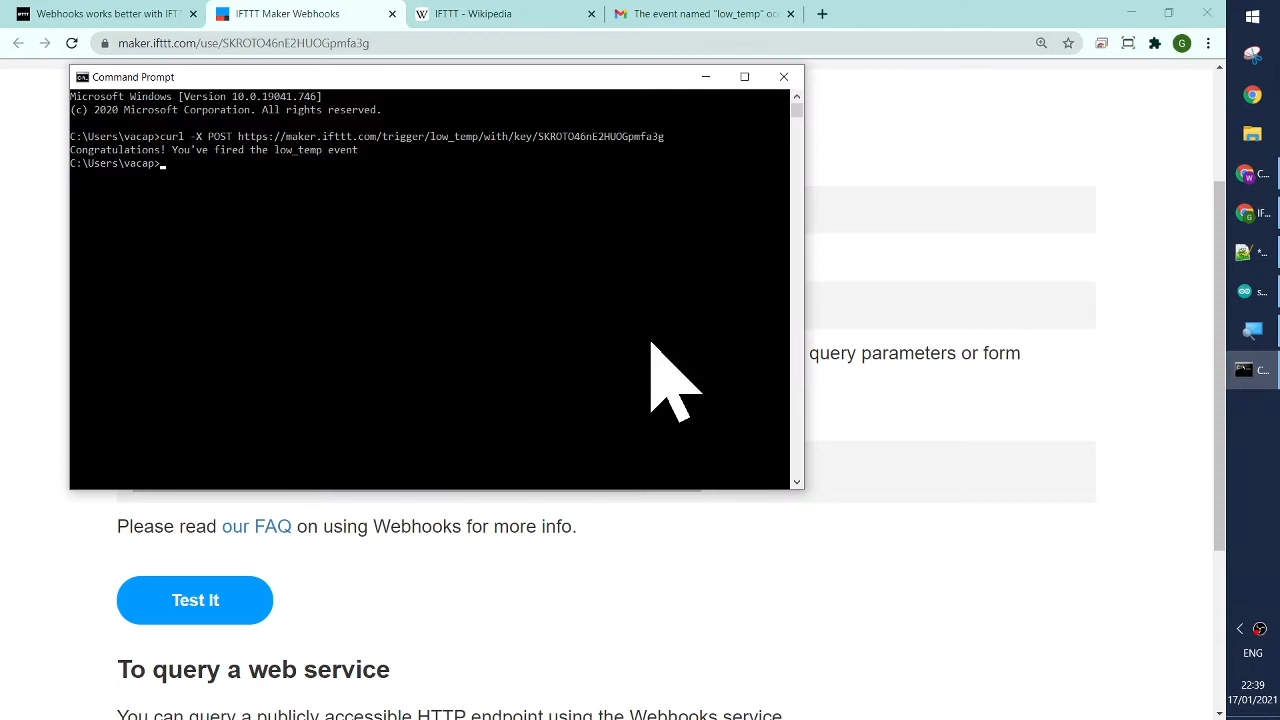 Webhooks works better with IFTTT
IFTTT Maker Webhooks
IFTTT - Wikipedia
The event named "low_temp" oc
maker.ifttt.com/use/SKROTO46nE2HUOGpmfa3g
G
Command Prompt
Microsoft Windows [Version 10.0.19041.746]
(c) 2020 Microsoft Corporation. All rights reserved.
C:\Users\vacap>curl -X POST https://maker.ifttt.com/trigger/low_temp/with/key/SKROTO46nE2HUOGpmfa3g
Congratulations! You've fired the low_temp event
C:\Users\vacap>
query parameters or form
Please read our FAQ on using Webhooks for more info.
Test It
To query a web service
You can query a publicly accessible HTTP endpoint using the Webhooks service
C...
IF...
*...
s...
C...
ENG
22:39
17/01/2021